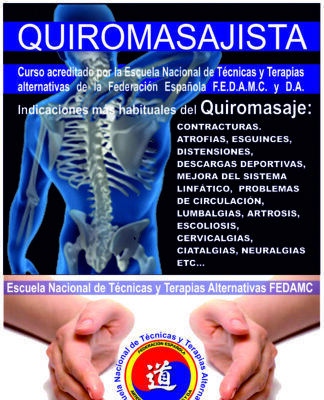 QUIROMASAJISTA
Curso acreditado por la Escuela Nacional de Técnicas y Terapias
alternativas de la Federación Española F.E.D.A.M.C. y D.A.
Indicaciones más habituales del Quiromasaje:
CONTRACTURAS.
ATROFIAS, ESGUINCES,
DISTENSIONES,
DESCARGAS DEPORTIVAS,
MEJORA DEL SISTEMA
LINFÁTICO, PROBLEMAS
DE CIRCULACIÓN,
LUMBALGIAS, ARTROSIS,
ESCOLIOSIS,
CERVICALGIAS,
CIATALGIAS, NEURALGIAS
ETC...
Escuela Nacional de Técnicas y Terapias Alternativas FEDAMC
Nacional de Técnicas y Terapias
FEDERACIÓN ESPAÑOLA
道